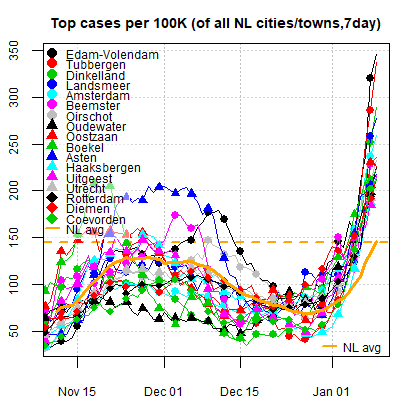 Top cases per 100K (of all NL cities/towns,7day)
350
300
250
200
150
100
50
Edam-Volendam
Tubbergen
Dinkelland
Landsmeer
Amsterdam
Beemster
Oirschot
Oudewater
Oostzaan
Boekel
Asten
Haaksbergen
Uitgeest
Utrecht
Rotterdam
Diemen
Coevorden
NL avg
NL avg
Nov 15
Dec 01
Dec 15
Jan 01